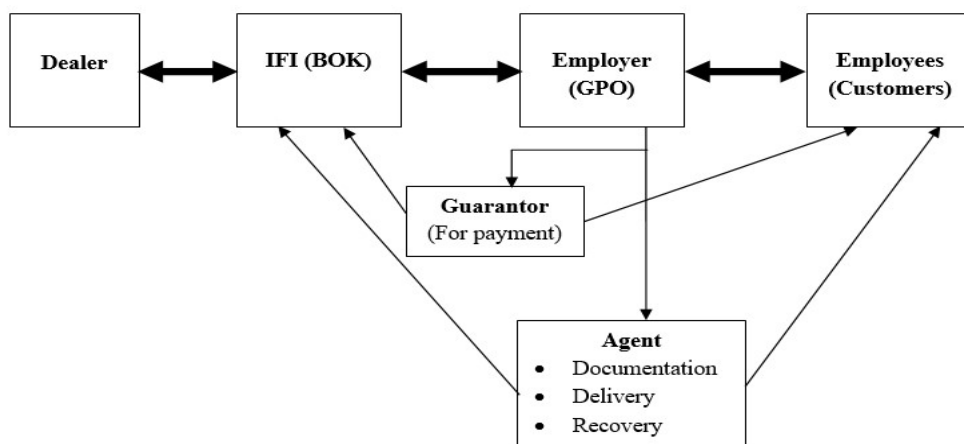 Dealer
IFI (BOK)
Employer
(GPO)
Employees
(Customers)
Guarantor
(For payment)
Agent
• Documentation
• Delivery
• Recovery